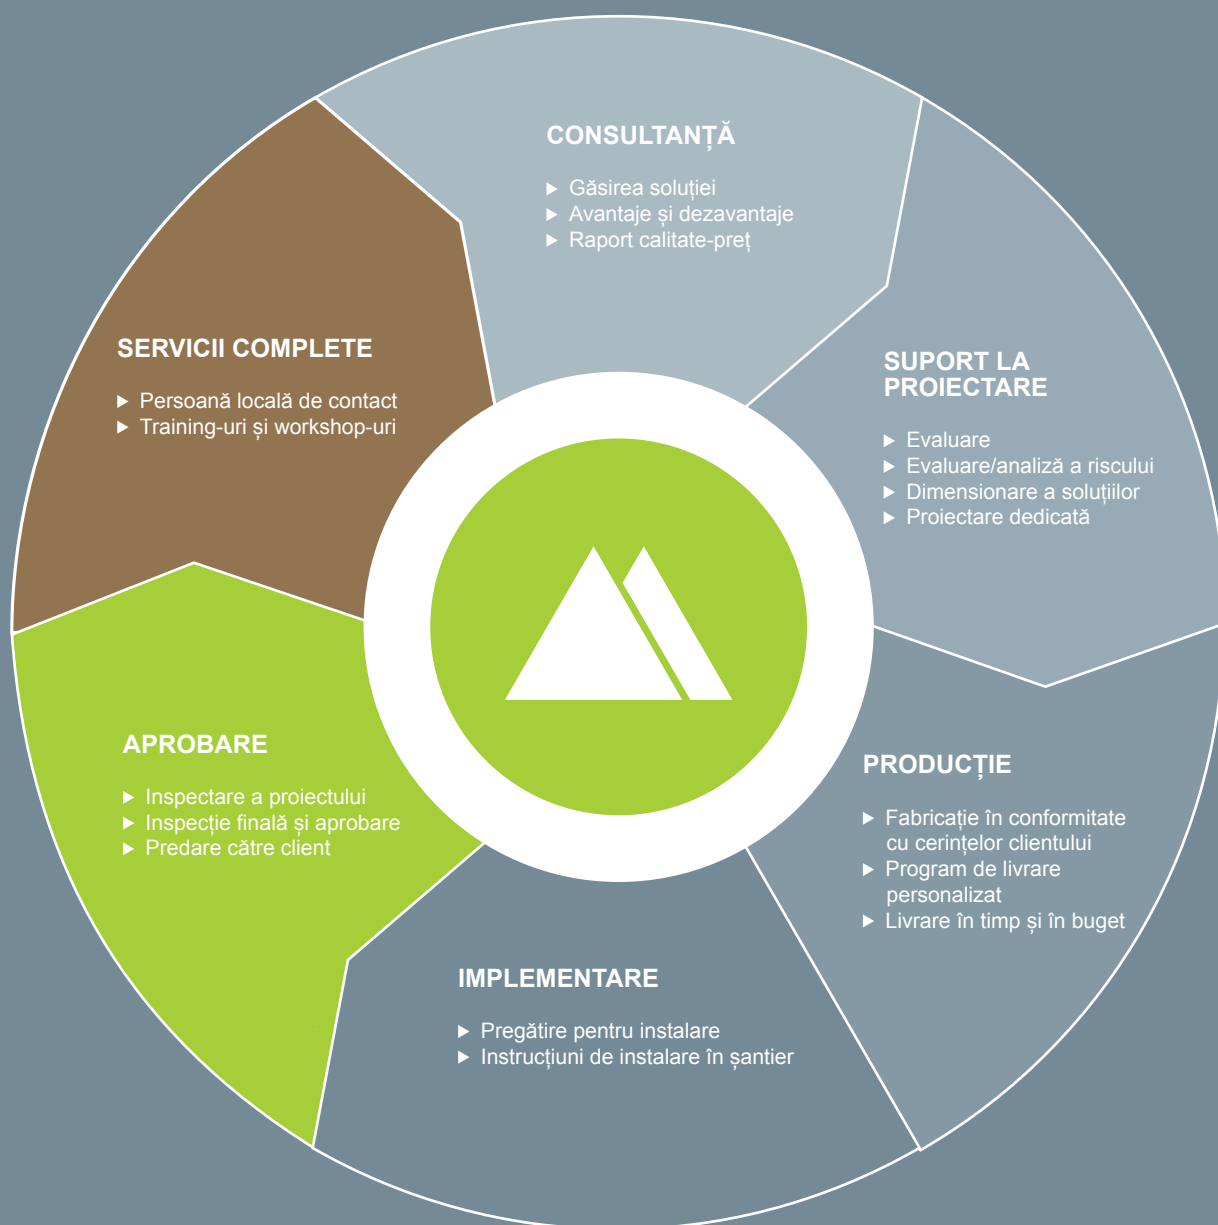 CONSULTANȚĂ
Găsirea soluției
Avantaje și dezavantaje
Raport calitate-preț
SUPORT LA
PROIECTARE
Evaluare
Evaluare/analiză a riscului
Dimensionare a soluțiilor
Proiectare dedicată
PRODUCȚIE
Fabricație în conformitate
cu cerințelor clientului
Program de livrare
personalizat
Livrare în timp și în buget
IMPLEMENTARE
Pregătire pentru instalare
Instrucțiuni de instalare în șantier
APROBARE
Inspectare a proiectului
Inspecție finală și aprobare
Predare către client
SERVICII COMPLETE
Persoană locală de contact
Training-uri și workshop-uri